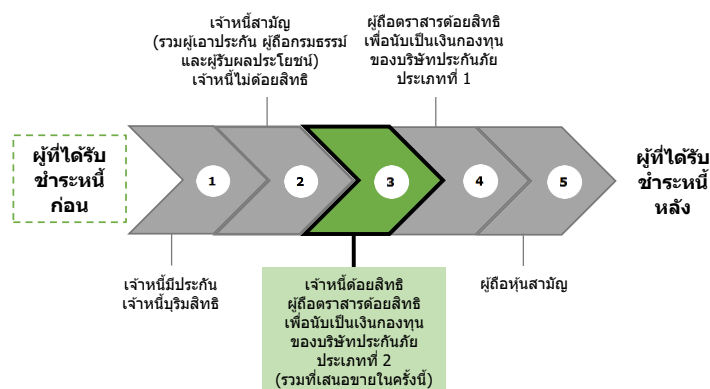 เจ้าหนี้สามัญ
(รวมผู้เอาประกัน ผู้ถือกรมธรรม์
และผู้รับผลประโยชน์)
เจ้าหนี้ไม่ด้อยสิทธิ
ผู้ถือตราสารด้อยสิทธิ
เพื่อนับเป็นเงินกองทุน
ของบริษัทประกันภัย
ประเภทที่ 1
ผู้ที่ได้รับ
ชำระหนี้
ก่อน
1
2
3
4
5
ผู้ที่ได้รับ
ชำระหนี้
หลัง
เจ้าหนี้มีประกัน
เจ้าหนี้บุริมสิทธิ
เจ้าหนี้ด้อยสิทธิ
ผู้ถือตราสารด้อยสิทธิ
เพื่อนับเป็นเงินกองทุน
ของบริษัทประกันภัย
ประเภทที่ 2
(รวมที่เสนอขายในครั้งนี้)
ผู้ถือหุ้นสามัญ